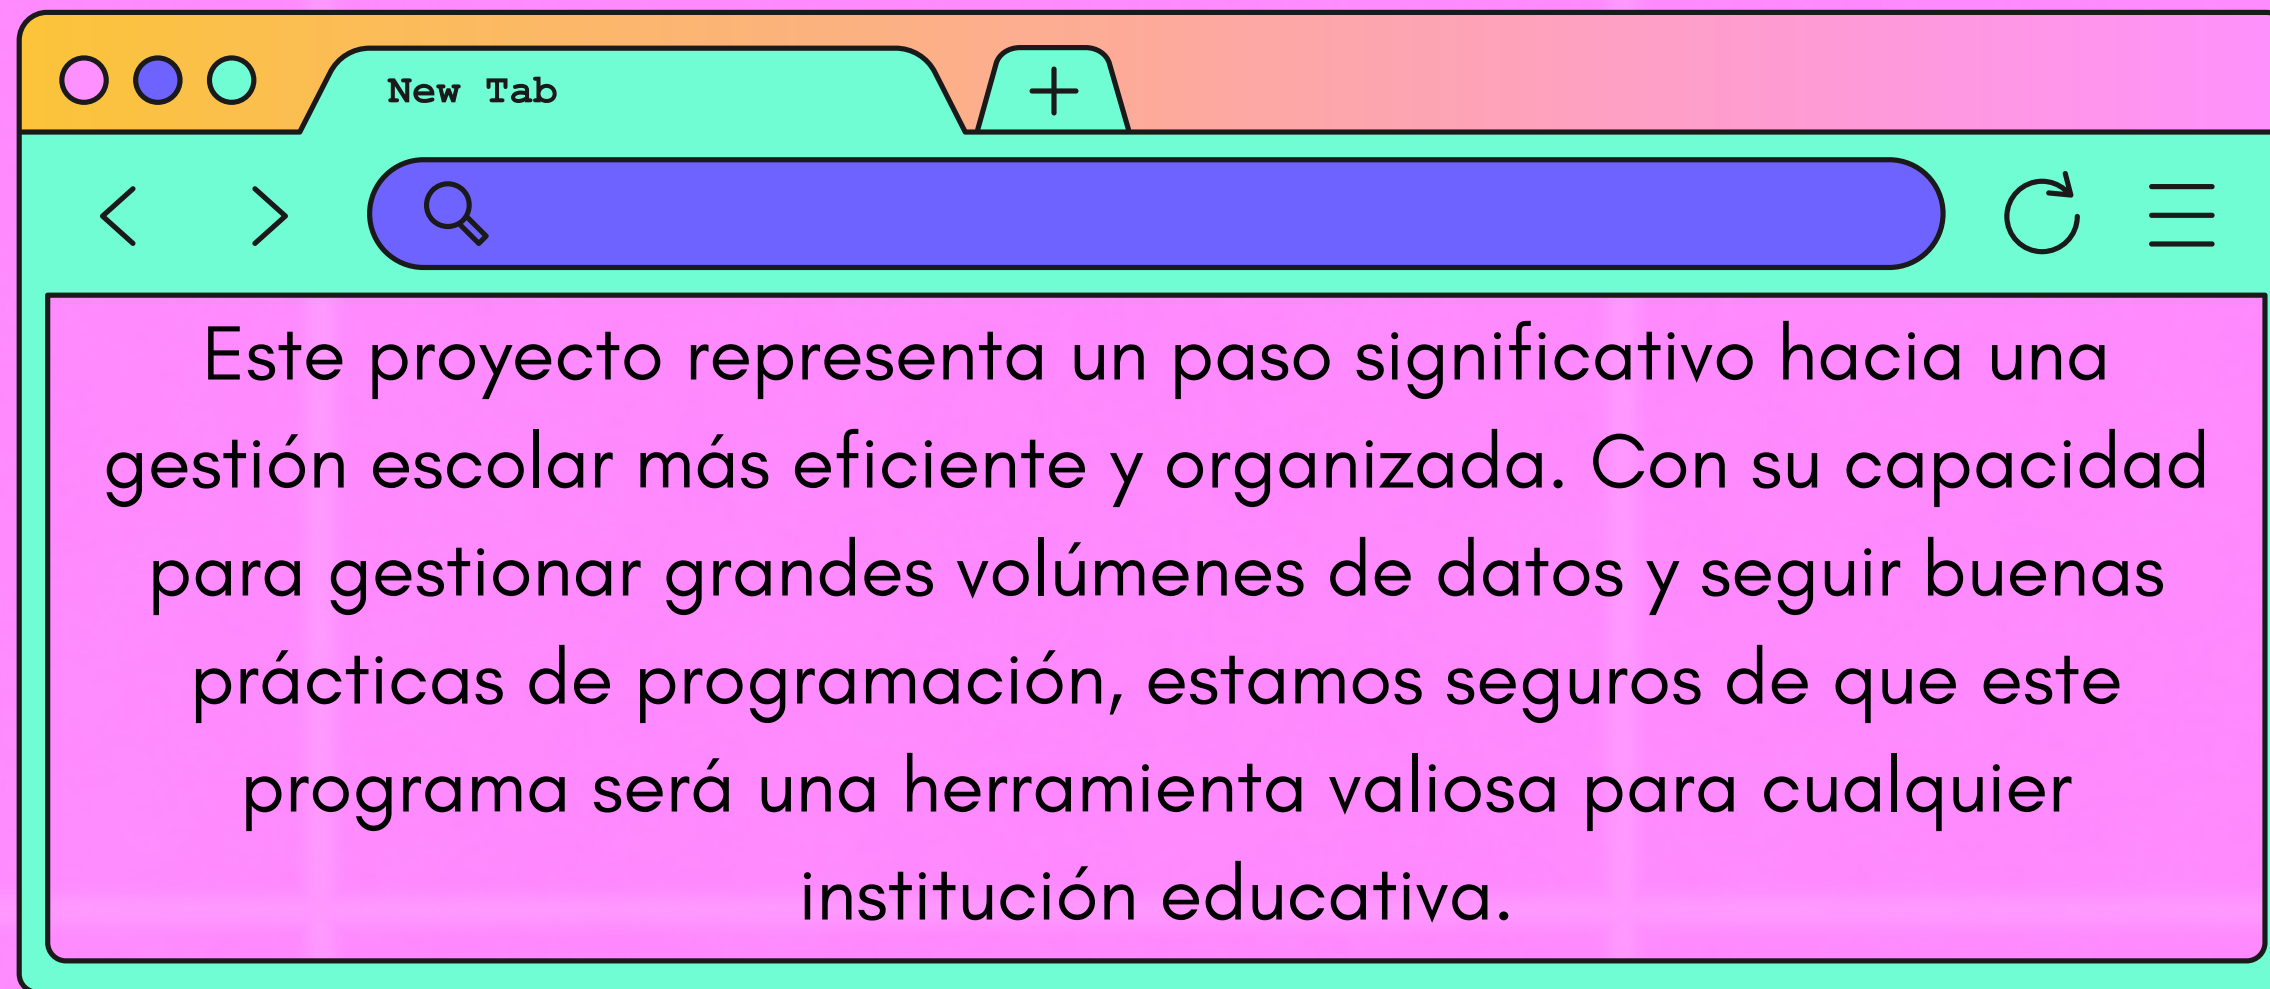 New Tab
Este proyecto representa un paso significativo hacia una
gestión escolar más eficiente y organizada. Con su capacidad
para gestionar grandes volúmenes de datos y seguir buenas
prácticas de programación, estamos seguros de que este
programa será una herramienta valiosa para cualquier
institución educativa.